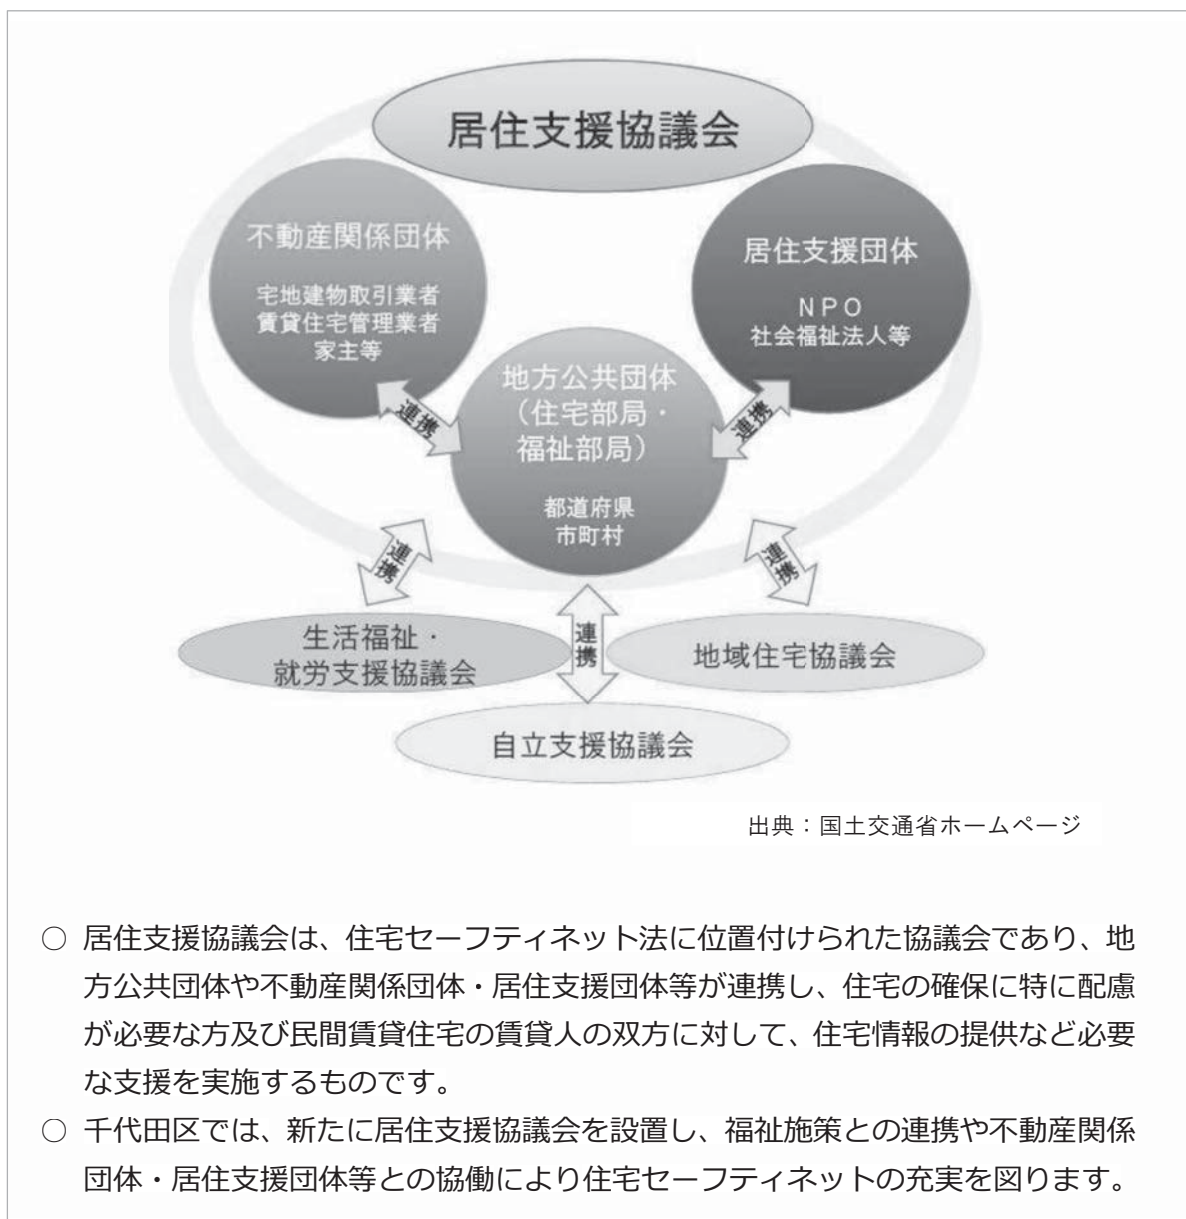 居住支援協議会
不動産関係団体
宅地建物取引業者
賃貸住宅管理業者
家主等
居住支援団体
NPO
社会福祉法人等
地方公共団体
（住宅部局・
福祉部局）
都道府県
市町村
連携
連携
連携
連携
連携
生活福祉・
就労支援協議会
地域住宅協議会
自立支援協議会
出典：国土交通省ホームページ
○ 居住支援協議会は、住宅セーフティネット法に位置付けられた協議会であり、地
方公共団体や不動産関係団体・居住支援団体等が連携し、住宅の確保に特に配慮
が必要な方及び民間賃貸住宅の賃貸人の双方に対して、住宅情報の提供など必要
な支援を実施するものです。
○ 千代田区では、新たに居住支援協議会を設置し、福祉施策との連携や不動産関係
団体・居住支援団体等との協働により住宅セーフティネットの充実を図ります。